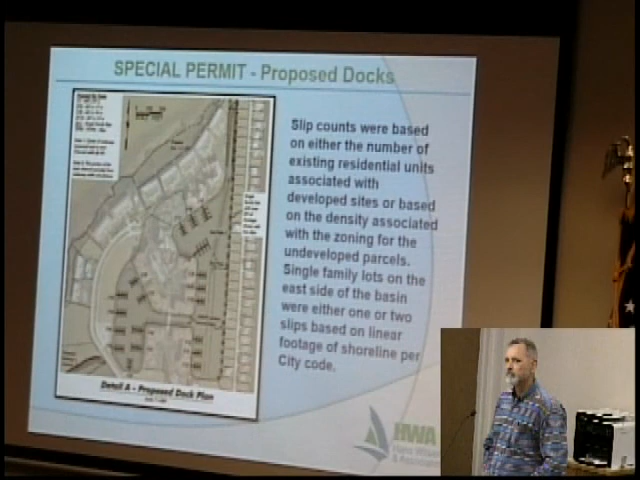 SPECIAL PERMIT - Proposed Docks
Slip counts were based
on either the number of
existing residential units
associated with
developed sites or based
on the density associated
with the zoning for the
undeveloped parcels.
Single family lots on the
east side of the basin
were either one or two
slips based on linear
footage of shoreline per
City code.
Detail A - Proposed Dock Plan
HWA